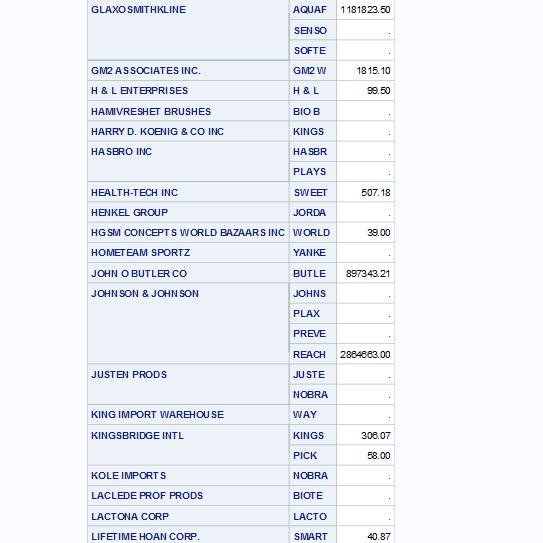 GLAXOSMITHKLINE AQUAF 1181823.50
SENSO .
SOFTE .
GM2 ASSOCIATES INC. GM2 W 1815.10
H & L ENTERPRISES H & L 99.50
HAMIVRESHET BRUSHES BIO B .
HARRY D. KOENIG & CO INC KINGS .
HASBRO INC HASBR .
PLAYS .
HEALTH-TECH INC SWEET 507.18
HENKEL GROUP JORDA .
HGSM CONCEPTS WORLD BAZAARS INC WORLD 39.00
HOMETEAM SPORTZ YANKE .
JOHN O BUTLER CO BUTLE 897343.21
JOHNSON & JOHNSON JOHNS .
PLAX .
PREVE .
REACH 2864663.00
JUSTEN PRODS JUSTE .
NOBRA .
KING IMPORT WAREHOUSE WAY .
KINGSBRIDGE INTL KINGS 306.07
PICK 58.00
KOLE IMPORTS NOBRA .
LACLEDE PROF PRODS BIOTE .
LACTONA CORP LACTO .
LIFETIME HOAN CORP. SMART 40.87